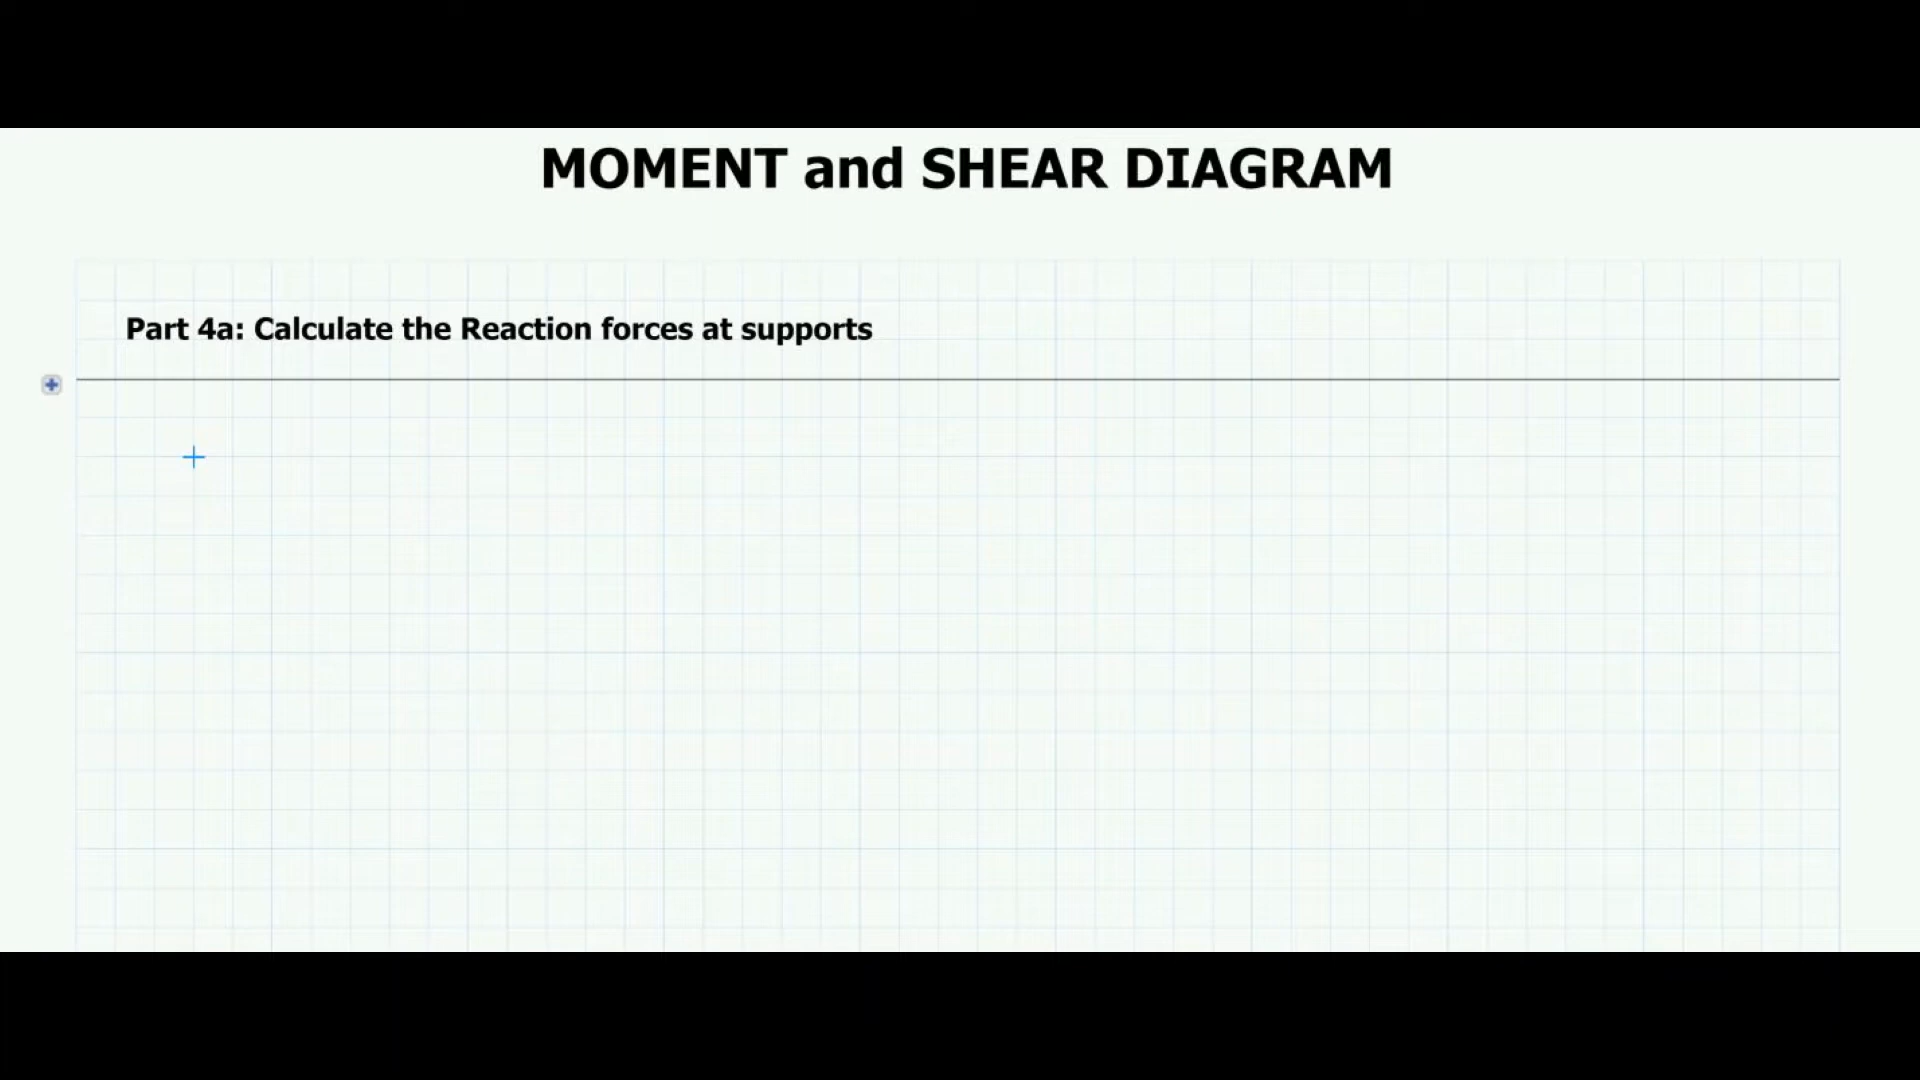 MOMENT and SHEAR DIAGRAM
Part 4a: Calculate the Reaction forces at supports